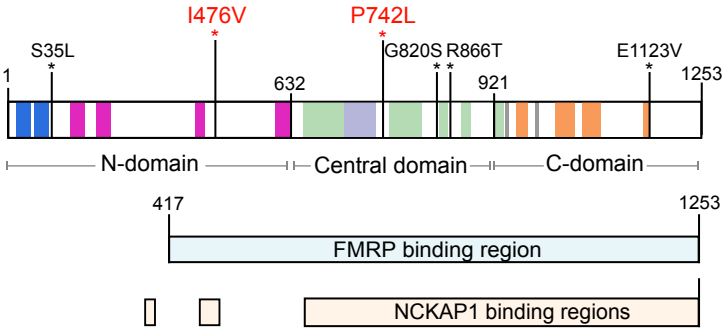 I476V P742L
* *
S35L G820S R866T E1123V
* * * *
1 632 921 1253
N-domain Central domain C-domain
417 1253
FMRP binding region
NCKAP1 binding regions